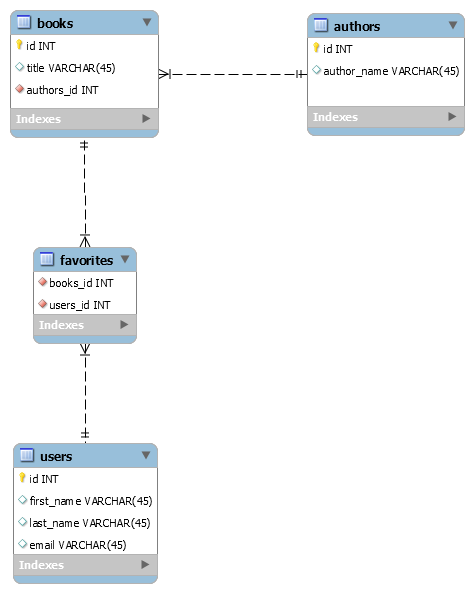 books
id INT
title VARCHAR(45)
authors_id INT
Indexes
authors
id INT
author_name VARCHAR(45)
Indexes
favorites
books_id INT
users_id INT
Indexes
users
id INT
first_name VARCHAR(45)
last_name VARCHAR(45)
email VARCHAR(45)
Indexes